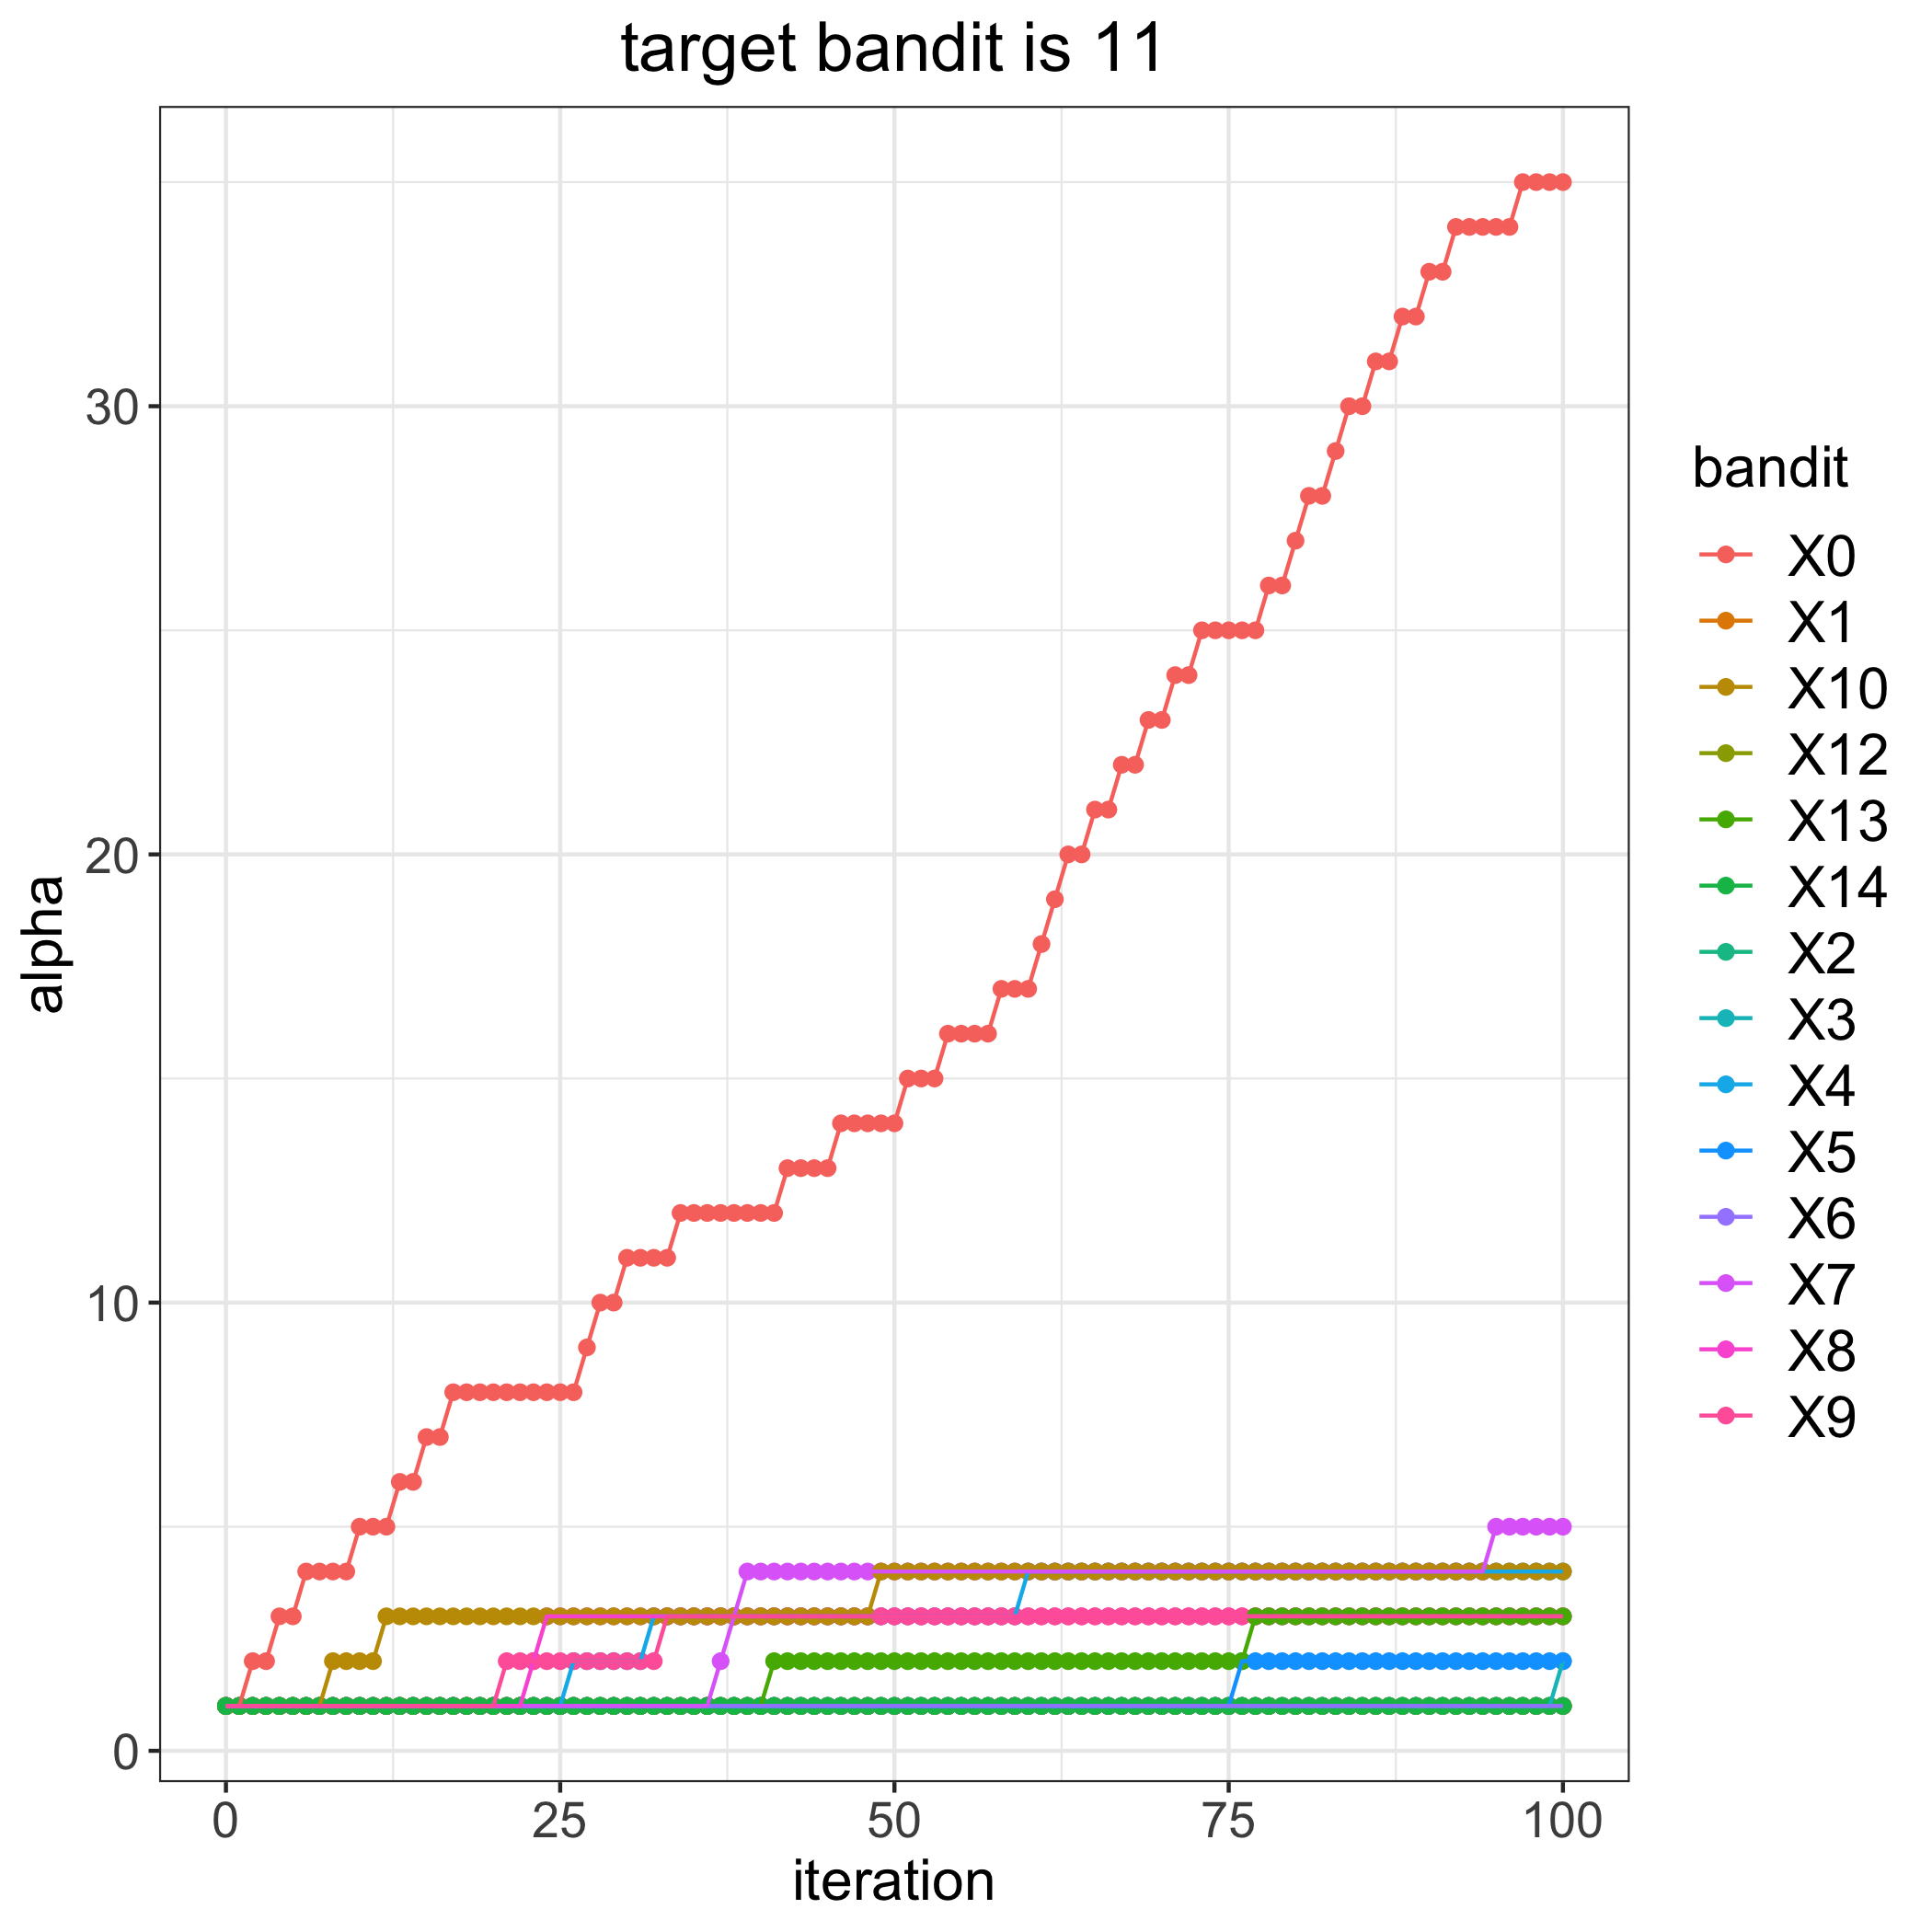 target bandit is 11
alpha
30
20
10
0
0 25 50 75 100
iteration
bandit
X0
X1
X10
X12
X13
X14
X2
X3
X4
X5
X6
X7
X8
X9